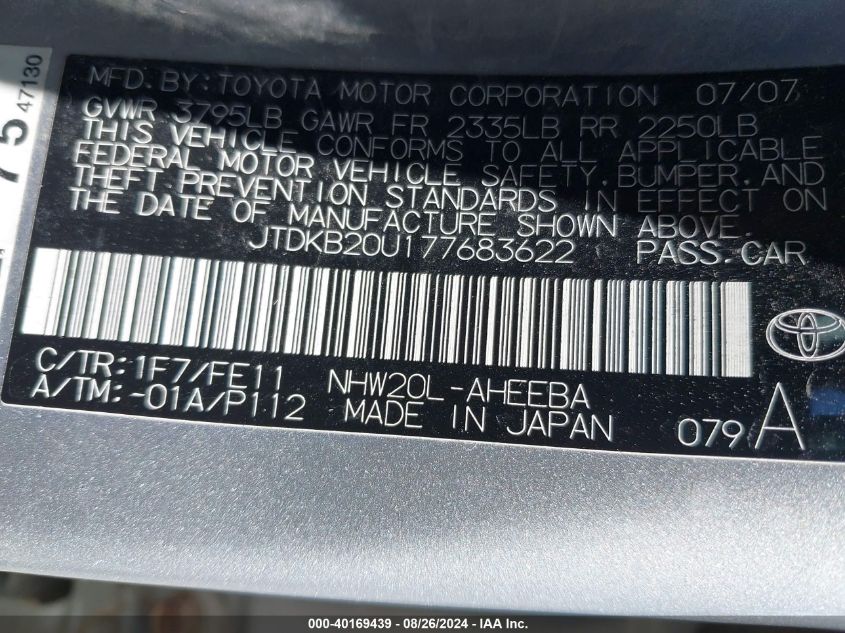 MFD. BY: TOYOTA MOTOR CORPORATION 07/07
GVWR 3795LB GAWR FR 2335LB RR 2250LB
THIS VEHICLE CONFORMS TO ALL APPLICABLE
FEDERAL MOTOR VEHICLE SAFETY, BUMPER, AND
THEFT PREVENTION STANDARDS IN EFFECT ON
THE DATE OF MANUFACTURE SHOWN ABOVE.
JTDKB20U177683622 PASS. CAR
C/TR: 1F7/FE11 NHW20L-AHEEBA
A/TM: -01A/P112 MADE IN JAPAN 079 A
75 47130
000-40169439 - 08/26/2024 - IAA Inc.